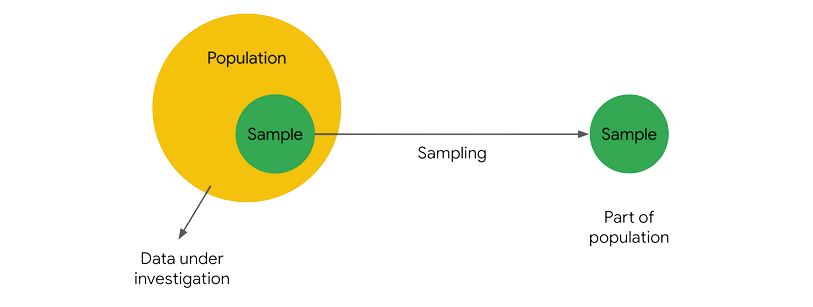 Population
Sample
Sampling
Sample
Part of
population
Data under
investigation